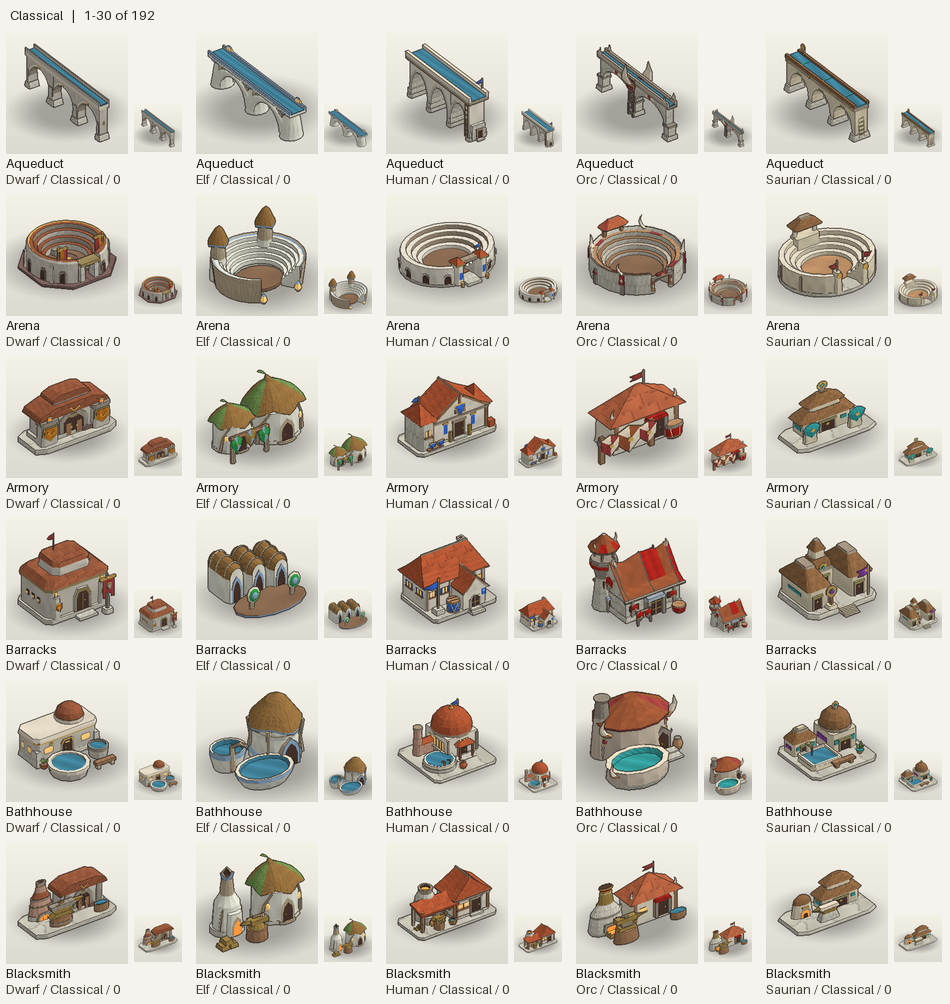 Classical | 1-30 of 192
Aqueduct Aqueduct Aqueduct Aqueduct Aqueduct
Dwarf / Classical / 0 Elf / Classical / 0 Human / Classical / 0 Orc / Classical / 0 Saurian / Classical / 0
Arena Arena Arena Arena Arena
Dwarf / Classical / 0 Elf / Classical / 0 Human / Classical / 0 Orc / Classical / 0 Saurian / Classical / 0
Armory Armory Armory Armory Armory
Dwarf / Classical / 0 Elf / Classical / 0 Human / Classical / 0 Orc / Classical / 0 Saurian / Classical / 0
Barracks Barracks Barracks Barracks Barracks
Dwarf / Classical / 0 Elf / Classical / 0 Human / Classical / 0 Orc / Classical / 0 Saurian / Classical / 0
Bathhouse Bathhouse Bathhouse Bathhouse Bathhouse
Dwarf / Classical / 0 Elf / Classical / 0 Human / Classical / 0 Orc / Classical / 0 Saurian / Classical / 0
Blacksmith Blacksmith Blacksmith Blacksmith Blacksmith
Dwarf / Classical / 0 Elf / Classical / 0 Human / Classical / 0 Orc / Classical / 0 Saurian / Classical / 0